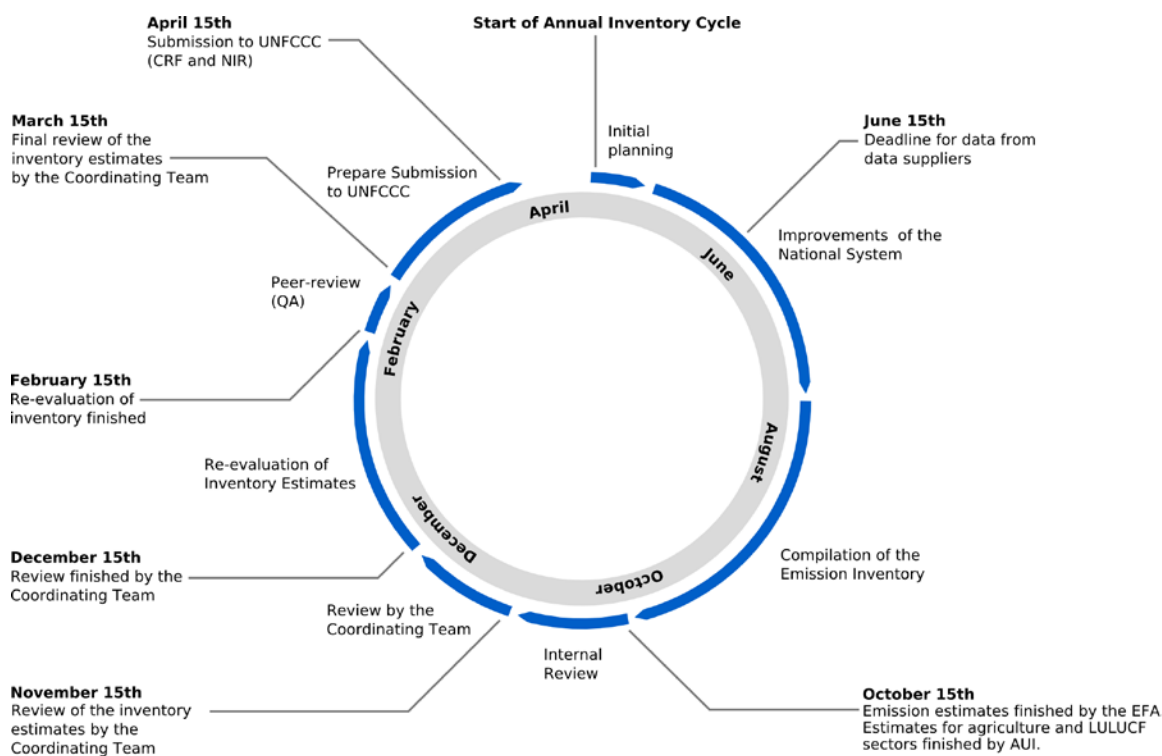 Start of Annual Inventory Cycle
Initial
planning
June 15th
Deadline for data from
data suppliers
Improvements of the
National System
Compilation of the
Emission Inventory
October 15th
Emission estimates finished by the EFA
Estimates for agriculture and LULUCF
sectors finished by AUI.
Internal
Review
November 15th
Review of the inventory
estimates by the
Coordinating Team
Review by the
Coordinating Team
December 15th
Review finished by the
Coordinating Team
Re-evaluation of
Inventory Estimates
February 15th
Re-evaluation of
inventory finished
Peer-review
(QA)
March 15th
Final review of the
inventory estimates
by the Coordinating Team
Prepare Submission
to UNFCCC
April 15th
Submission to UNFCCC
(CRF and NIR)
April
June
August
October
December
February